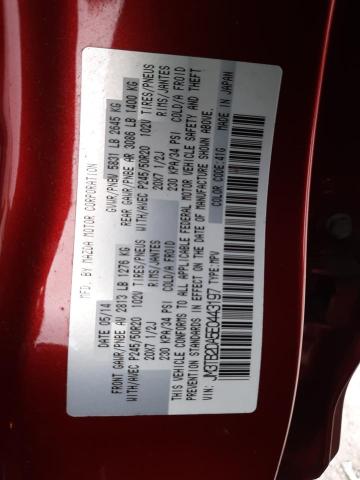 MFD. BY MAZDA MOTOR CORPORATION
DATE 05/14 GVWR/PNBV 5831 LB 2645 KG
FRONT GAWR/PNBE AV 2813 LB 1276 KG REAR GAWR/PNBE AR 3086 LB 1400 KG
WITH/AVEC P245/50R20 102V TIRES/PNEUS WITH/AVEC P245/50R20 102V TIRES/PNEUS
20X7 1/2J RIMS/JANTES 20X7 1/2J RIMS/JANTES
230 KPA/34 PSI COLD/A FROID 230 KPA/34 PSI COLD/A FROID
THIS VEHICLE CONFORMS TO ALL APPLICABLE FEDERAL MOTOR VEHICLE SAFETY AND THEFT
PREVENTION STANDARDS IN EFFECT ON THE DATE OF MANUFACTURE SHOWN ABOVE.
JM3TB2DA5E0443197 TYPE: MPV COLOR CODE: 41G
MADE IN JAPAN